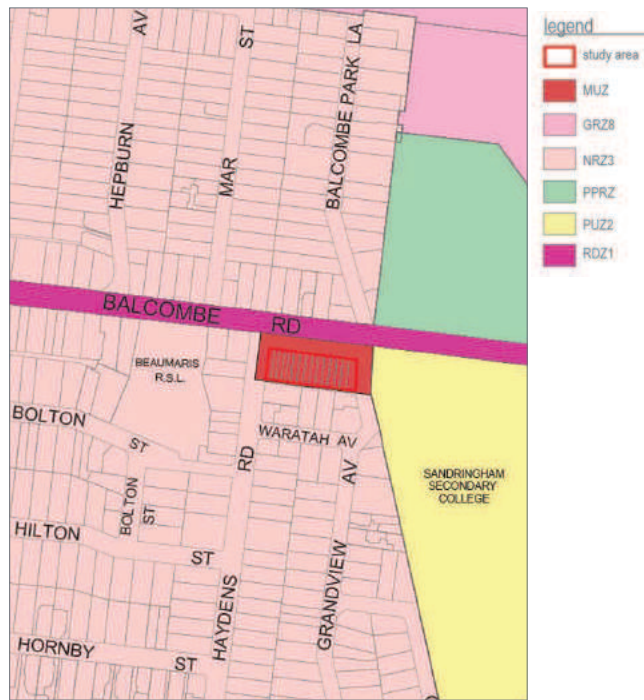 HEPBURN AV
MAR ST
BALCOMBE PARK LA
BALCOMBE RD
BEAUMARIS
R.S.L.
BOLTON ST
WARATAH AV
BOLTON ST
SANDRINGHAM
SECONDARY
COLLEGE
HILTON ST
HAYDENS RD
GRANDVIEW AV
HORNBY ST
legend
study area
MUZ
GRZ8
NRZ3
PPRZ
PUZ2
RDZ1